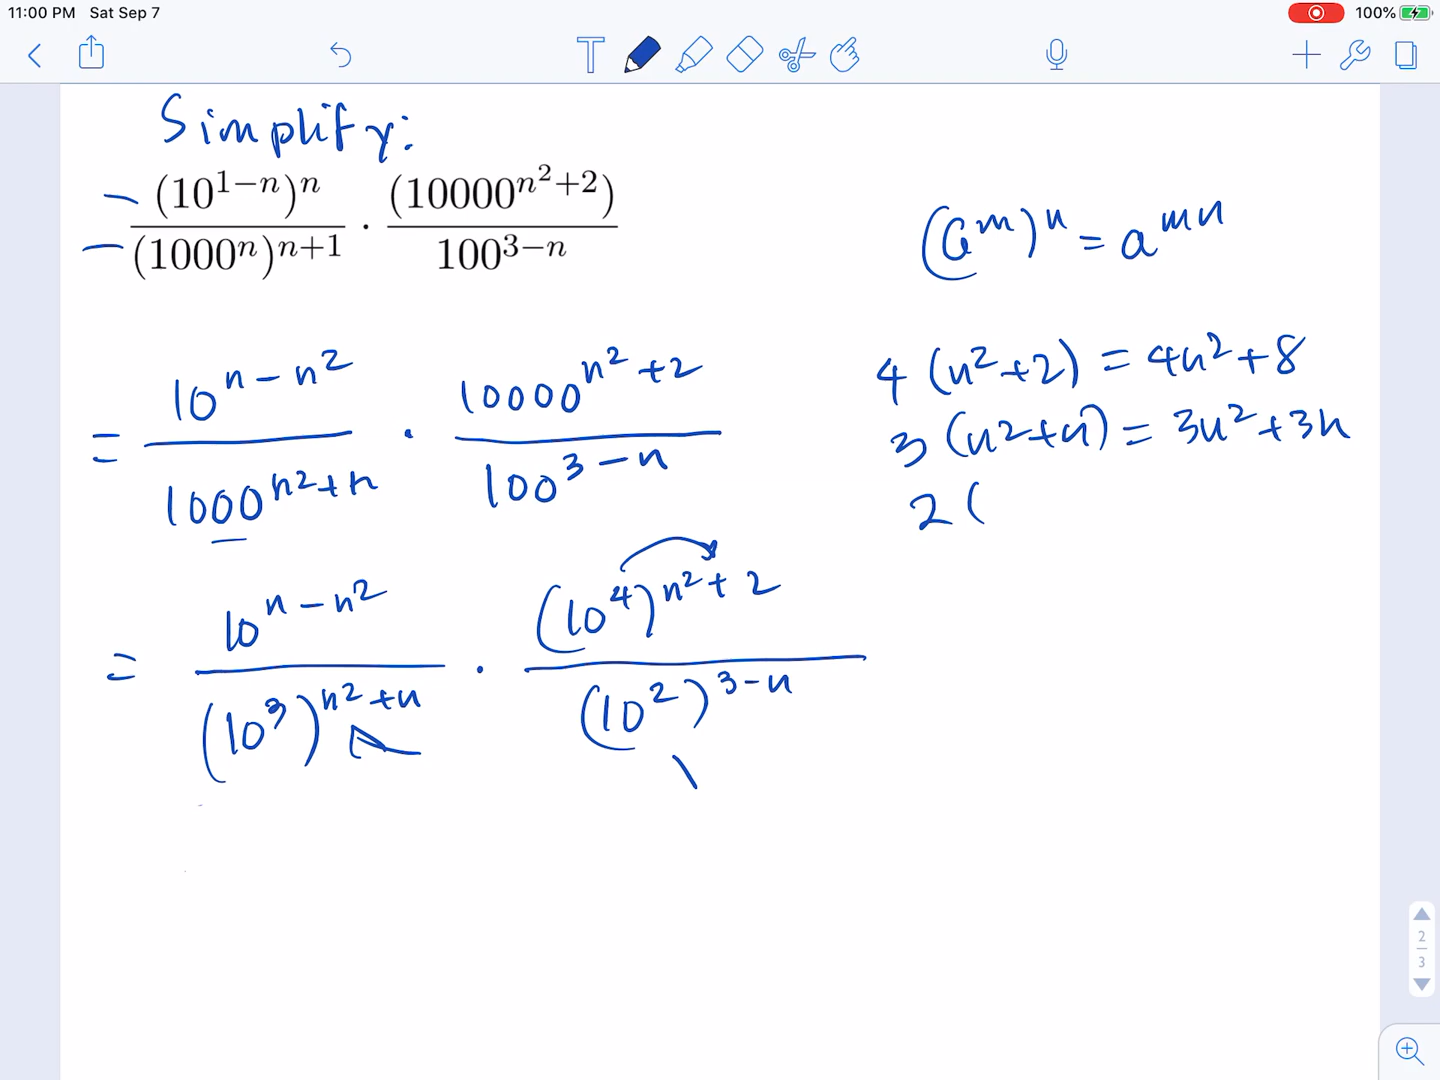 11:00 PM Sat Sep 7 100%
T
Simplify:
(10^{1−n})^n / (1000^n)^{n+1} · (10000^{n^2+2}) / 100^{3−n}
(a^m)^n = a^{mn}
= 10^{n−n^2} / 1000^{n^2+n} · 10000^{n^2+2} / 100^{3−n}
4(n^2+2) = 4n^2+8
3(n^2+n) = 3n^2+3n
2(
= 10^{n−n^2} / (10^3)^{n^2+n} · (10^4)^{n^2+2} / (10^2)^{3−n}
2
3